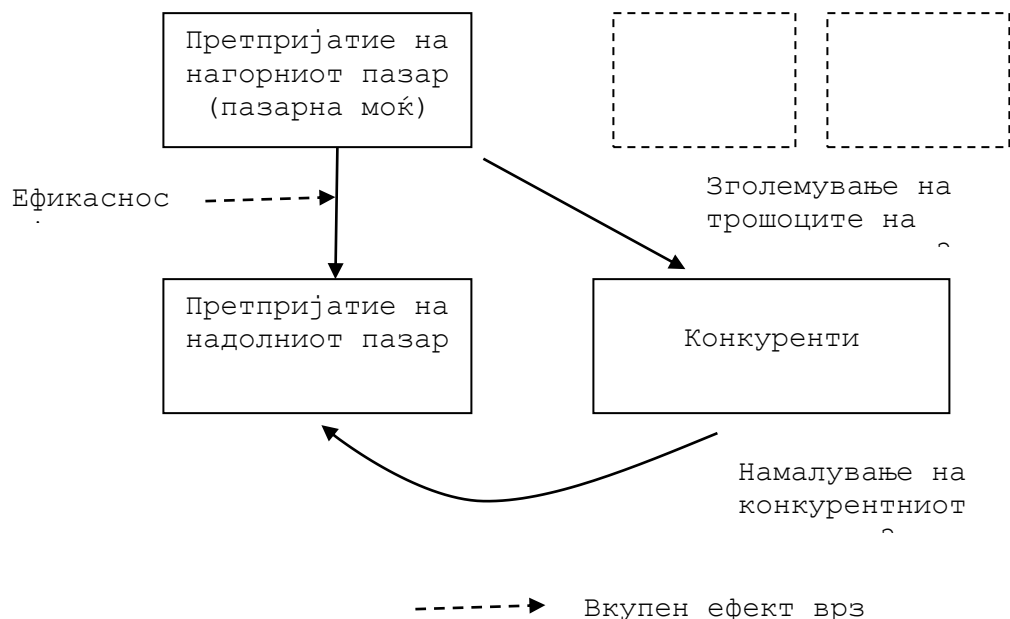 Претпријатие на
нагорниот пазар
(пазарна моќ)
Ефикаснос
Зголемување на
трошоците на
Претпријатие на
надолниот пазар
Конкуренти
Намалување на
конкурентниот
Вкупен ефект врз